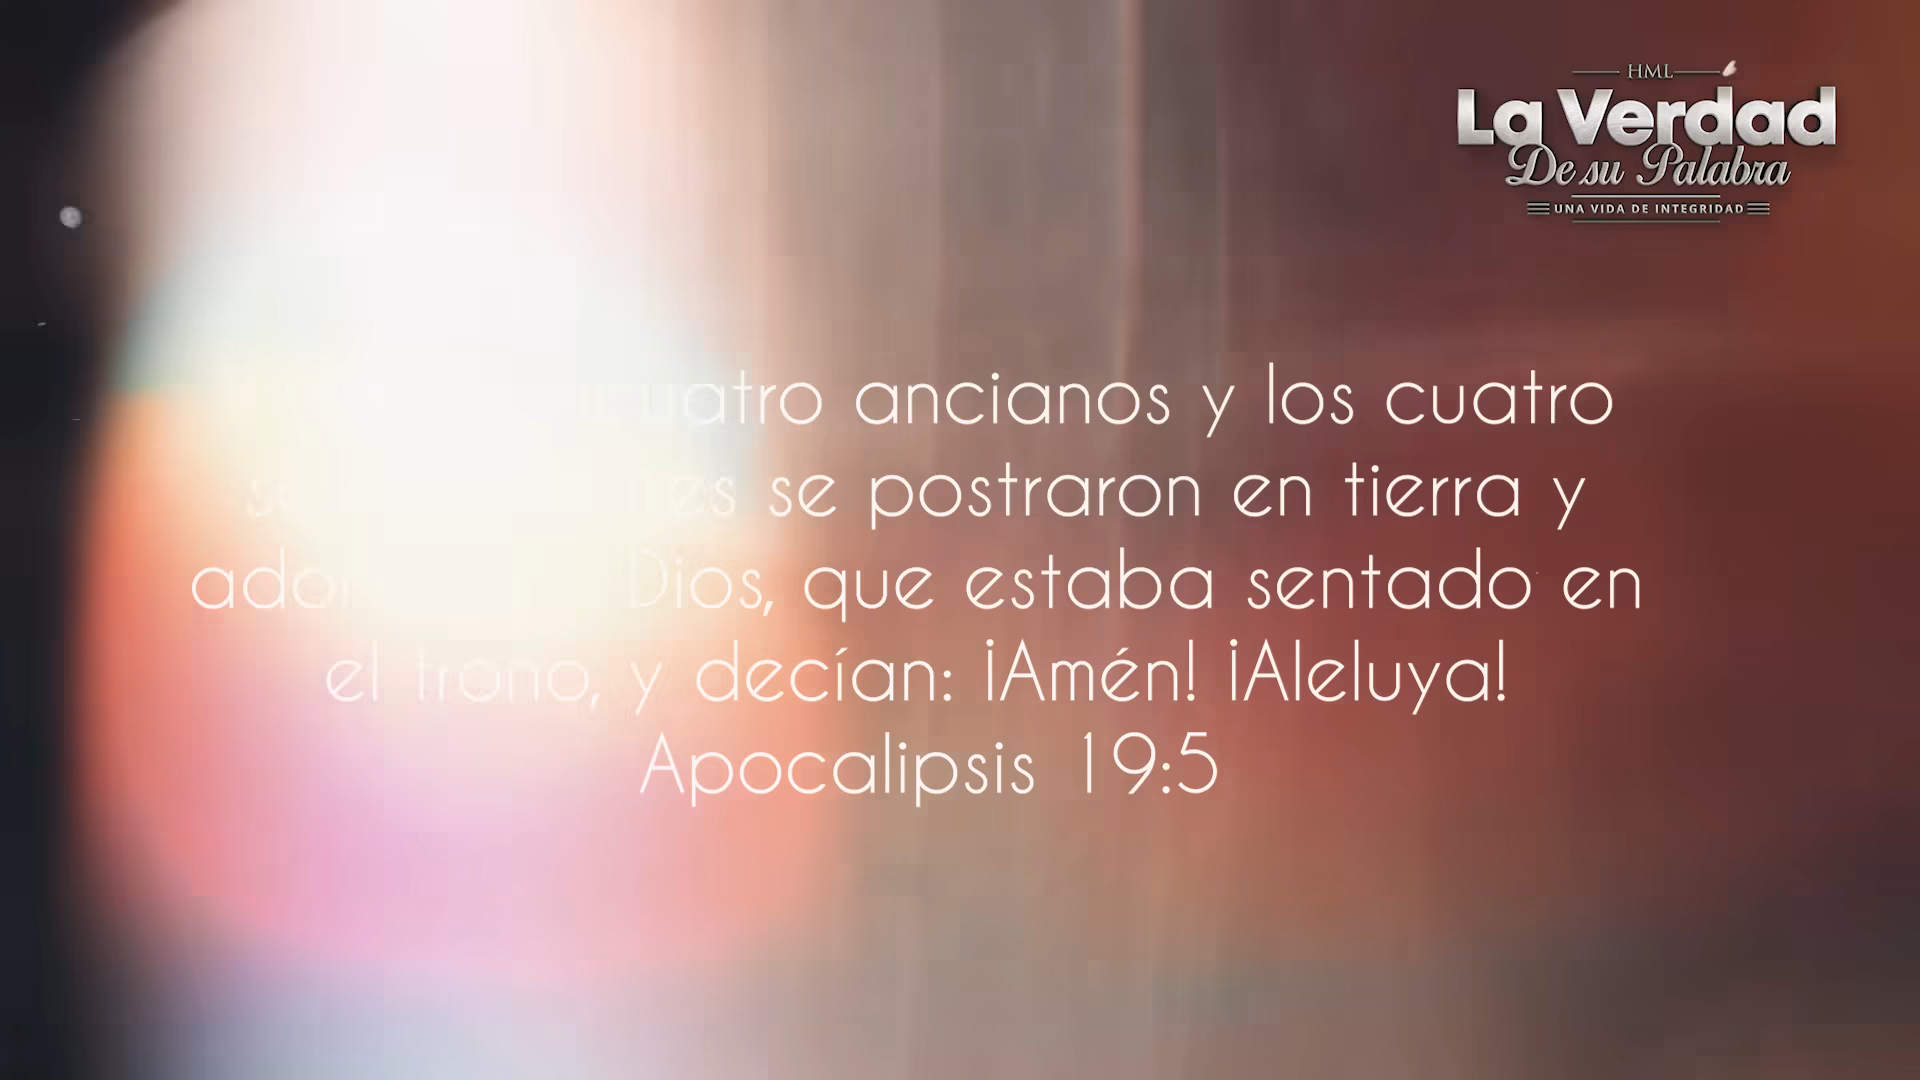 HML
La Verdad
De su Palabra
UNA VIDA DE INTEGRIDAD
ancianos y los cuatro
se postraron en tierra y
Dios, que estaba sentado en
el trono, y decían: ¡Amén! ¡Aleluya!
Apocalipsis 19:5